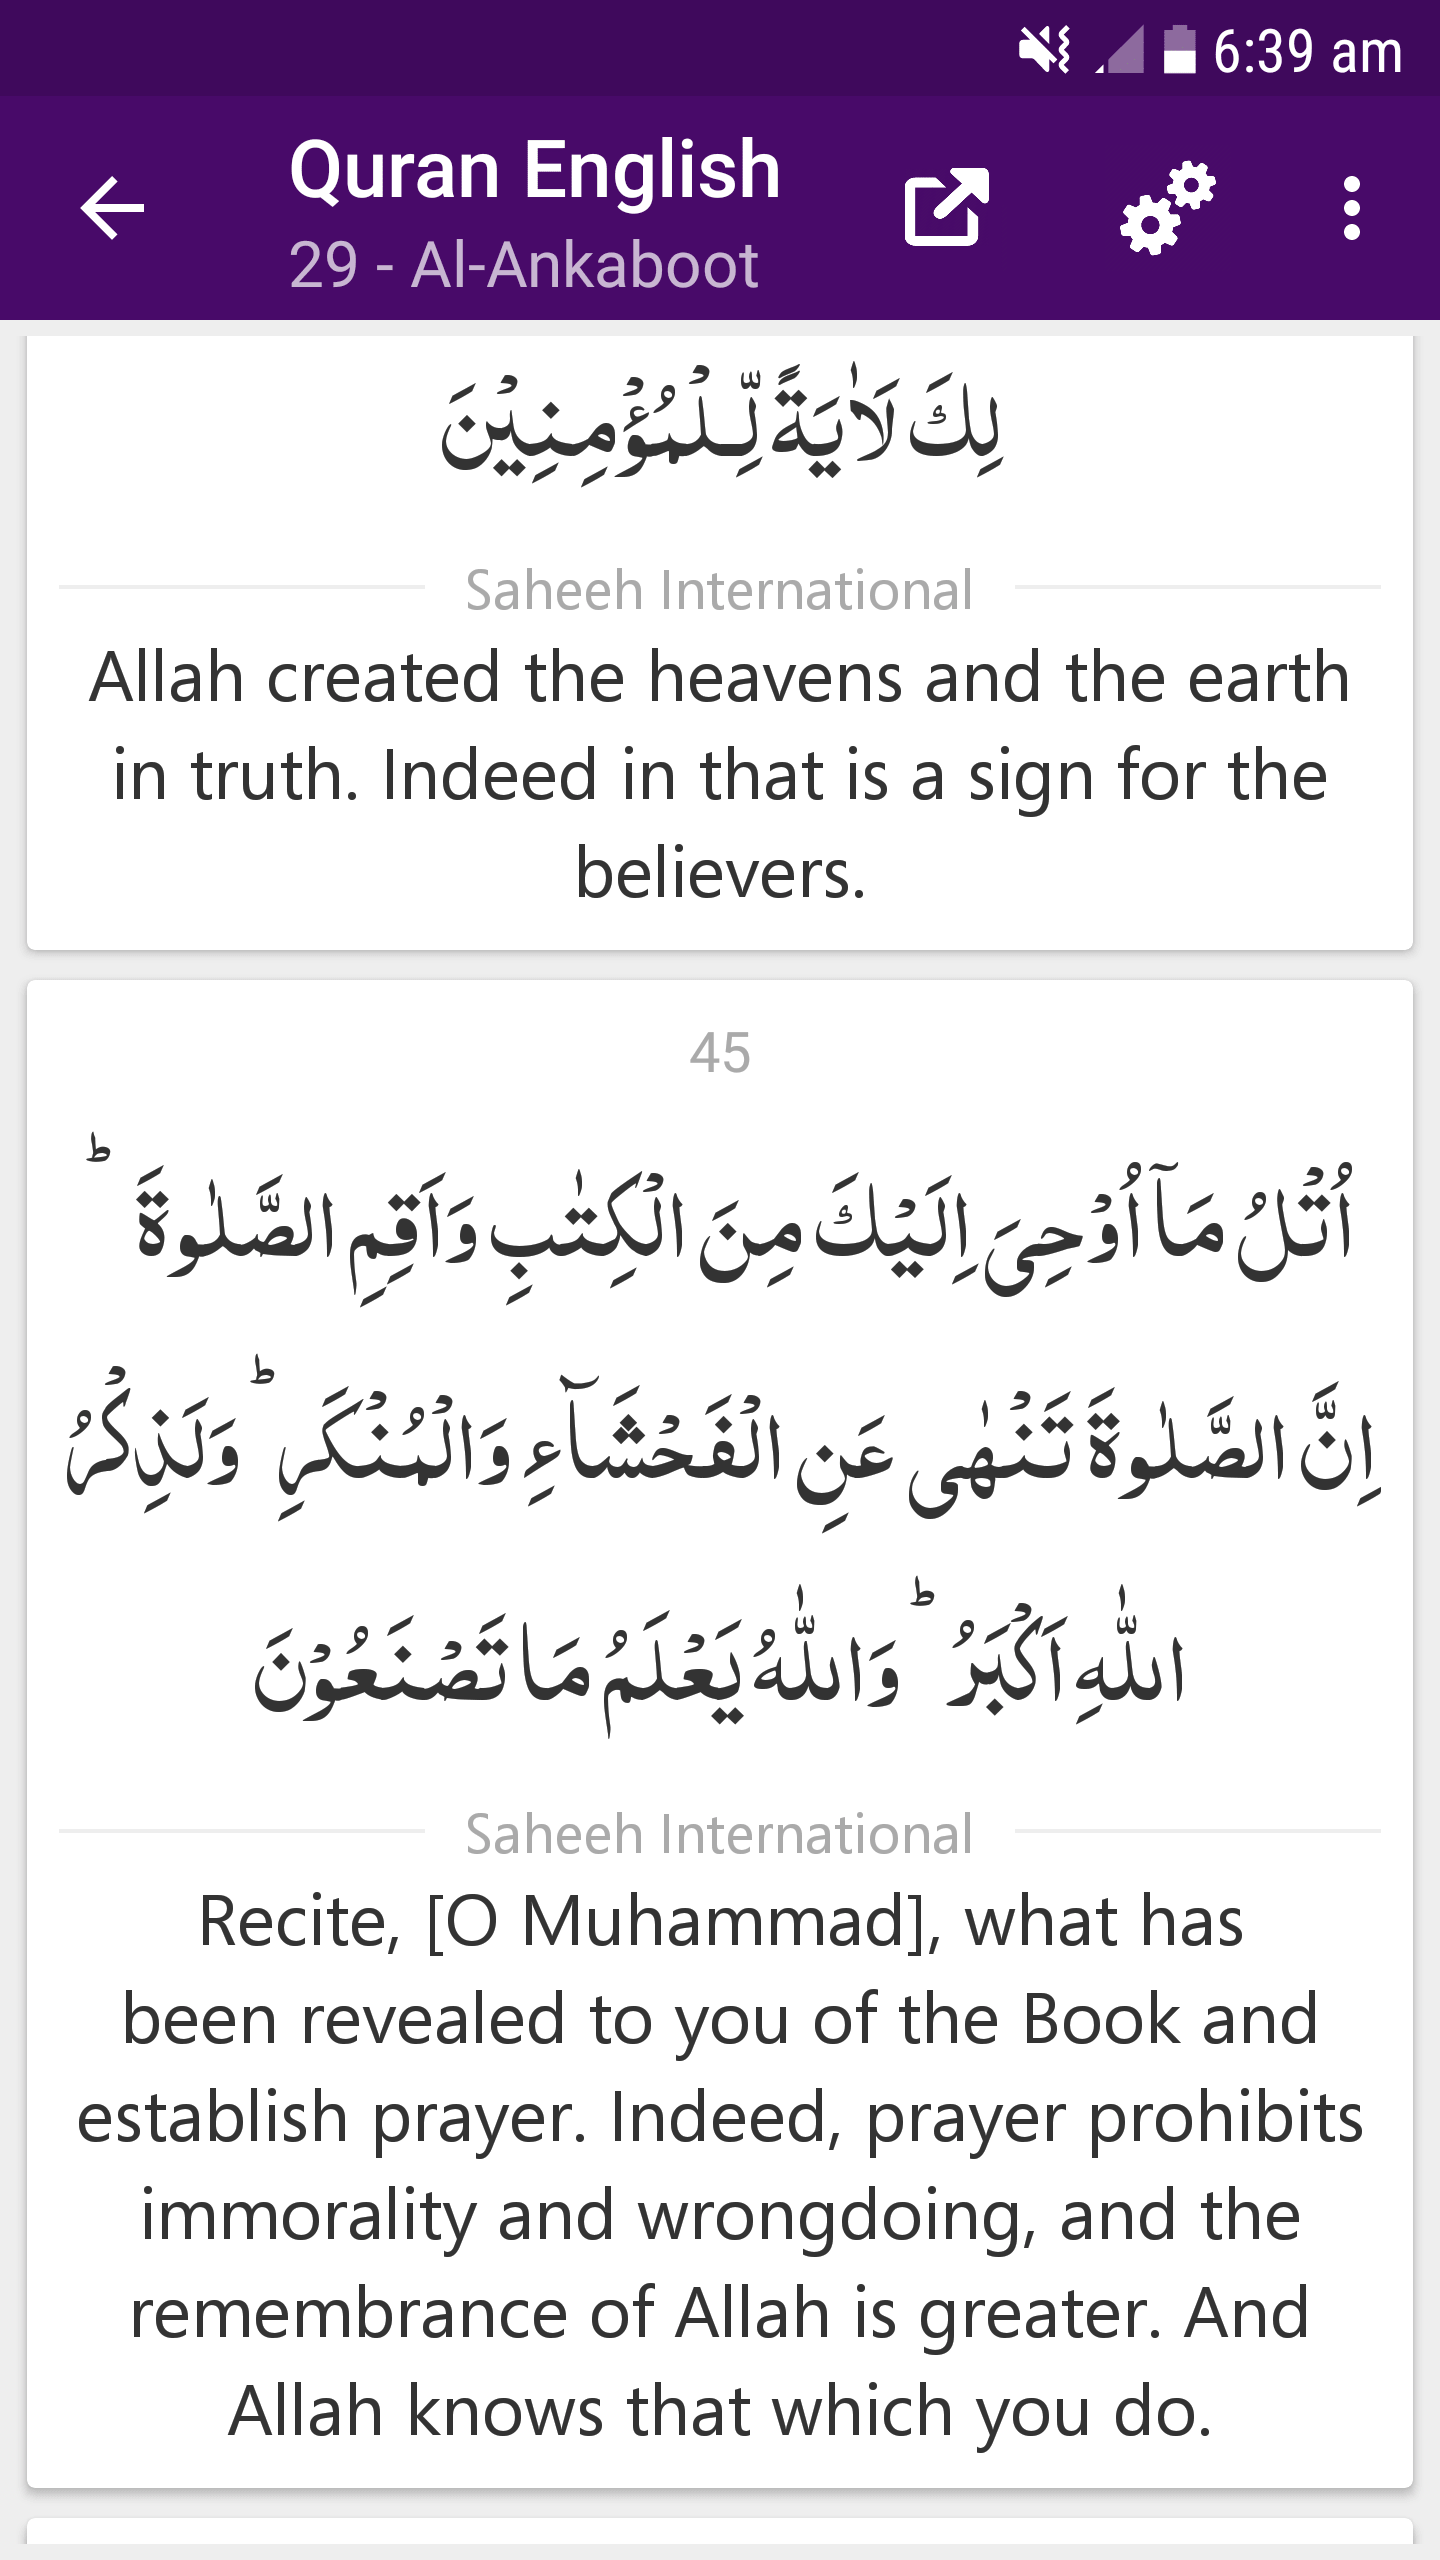 6:39 am
Quran English
29 - Al-Ankaboot
لِكَ لَاٰيَةً لِّـلْمُؤْمِنِيْنَ
Saheeh International
Allah created the heavens and the earth
in truth. Indeed in that is a sign for the
believers.
45
اُتْلُ مَاۤ اُوْحِىَ اِلَيْكَ مِنَ الْكِتٰبِ وَاَقِمِ الصَّلٰوةَ ‌ؕ
اِنَّ الصَّلٰوةَ تَنْهٰى عَنِ الْفَحْشَآءِ وَالْمُنْكَرِ‌ؕ وَلَذِكْرُ
اللّٰهِ اَكْبَرُ ‌ؕ وَاللّٰهُ يَعْلَمُ مَا تَصْنَعُوْنَ
Saheeh International
Recite, [O Muhammad], what has
been revealed to you of the Book and
establish prayer. Indeed, prayer prohibits
immorality and wrongdoing, and the
remembrance of Allah is greater. And
Allah knows that which you do.